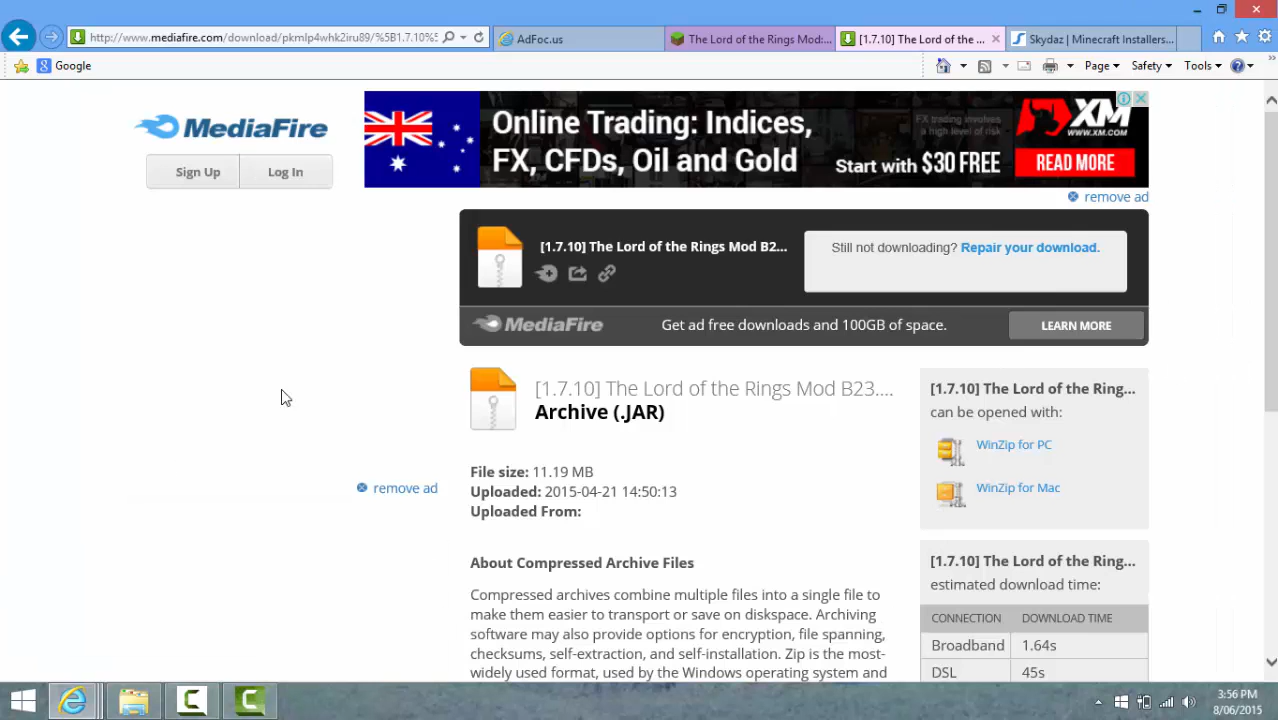 http://www.mediafire.com/download/pkmlp4whk2iru89/%5B1.7.10%5
AdFoc.us
The Lord of the Rings Mod:...
[1.7.10] The Lord of the ...
Skydaz | Minecraft Installers...
Google
Page
Safety
Tools
MediaFire
Sign Up
Log In
Online Trading: Indices,
FX, CFDs, Oil and Gold
FX trading involves
a high level of risk
Start with $30 FREE
XM
WWW.XM.COM
READ MORE
remove ad
[1.7.10] The Lord of the Rings Mod B2...
Still not downloading? Repair your download.
MediaFire
Get ad free downloads and 100GB of space.
LEARN MORE
[1.7.10] The Lord of the Rings Mod B23....
Archive (.JAR)
[1.7.10] The Lord of the Ring...
can be opened with:
WinZip for PC
WinZip for Mac
File size: 11.19 MB
Uploaded: 2015-04-21 14:50:13
Uploaded From:
remove ad
About Compressed Archive Files
Compressed archives combine multiple files into a single file to
make them easier to transport or save on diskspace. Archiving
software may also provide options for encryption, file spanning,
checksums, self-extraction, and self-installation. Zip is the most-
widely used format, used by the Windows operating system and
[1.7.10] The Lord of the Ring...
estimated download time:
CONNECTION
DOWNLOAD TIME
Broadband
1.64s
DSL
45s
3:56 PM
8/06/2015